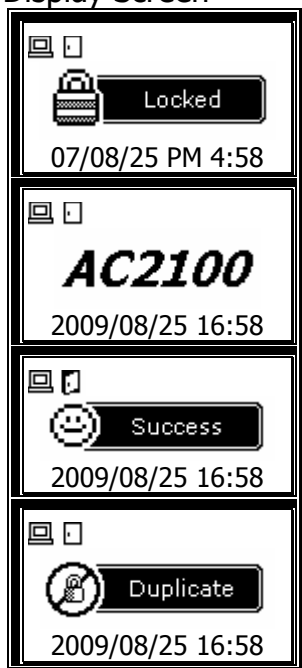 Display Screen
Locked
07/08/25 PM 4:58
AC2100
2009/08/25 16:58
Success
2009/08/25 16:58
Duplicate
2009/08/25 16:58